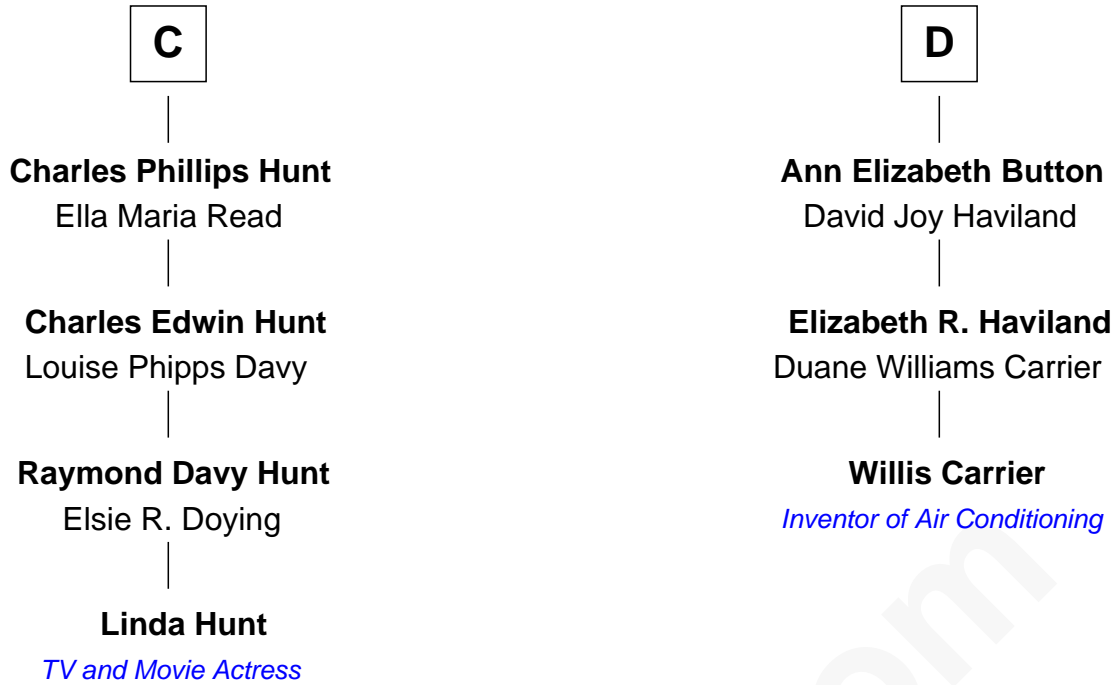 C
Charles Phillips Hunt
Ella Maria Read
Charles Edwin Hunt
Louise Phipps Davy
Raymond Davy Hunt
Elsie R. Doying
Linda Hunt
TV and Movie Actress
D
Ann Elizabeth Button
David Joy Haviland
Elizabeth R. Haviland
Duane Williams Carrier
Willis Carrier
Inventor of Air Conditioning
om